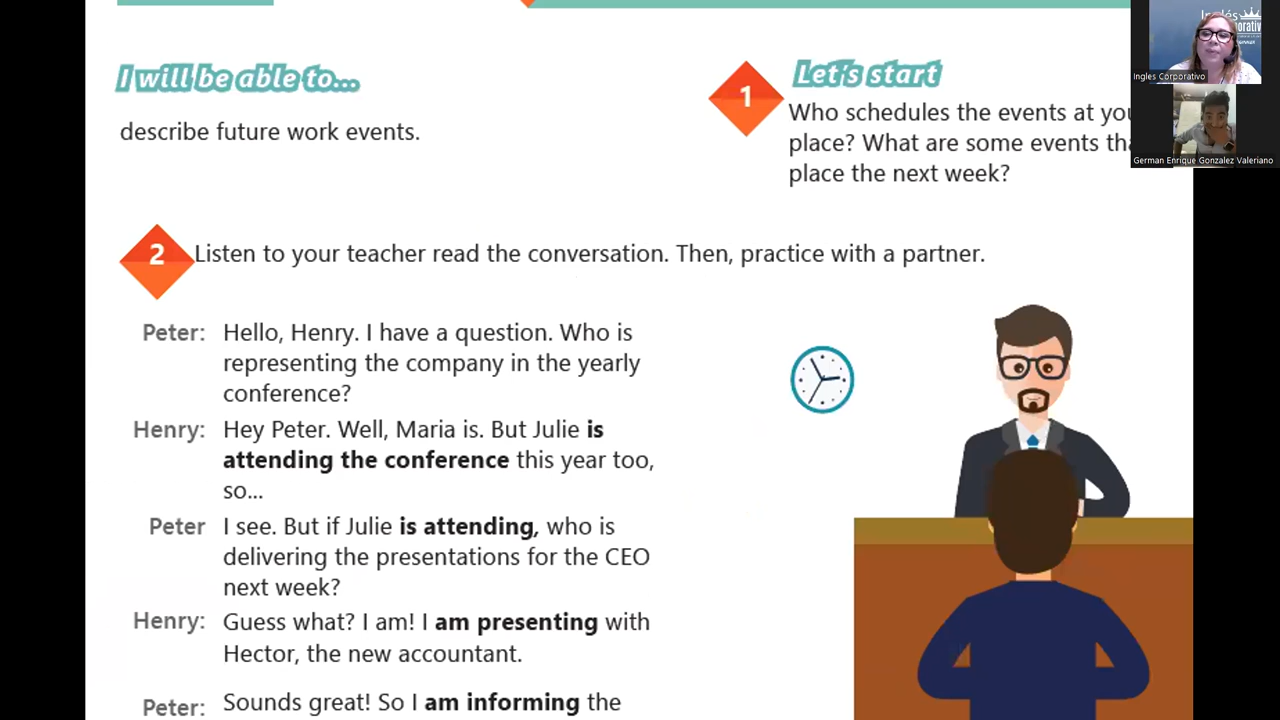 I will be able to...
describe future work events.
1
Let's start
Who schedules the events at
place? What are some events
place the next week?
2
Listen to your teacher read the conversation. Then, practice with a partner.
Peter: Hello, Henry. I have a question. Who is
representing the company in the yearly
conference?
Henry: Hey Peter. Well, Maria is. But Julie is
attending the conference this year too,
so...
Peter I see. But if Julie is attending, who is
delivering the presentations for the CEO
next week?
Henry: Guess what? I am! I am presenting with
Hector, the new accountant.
Peter: Sounds great! So I am informing the
Inglés
Ingles Corporativo
German Enrique Gonzalez Valeriano